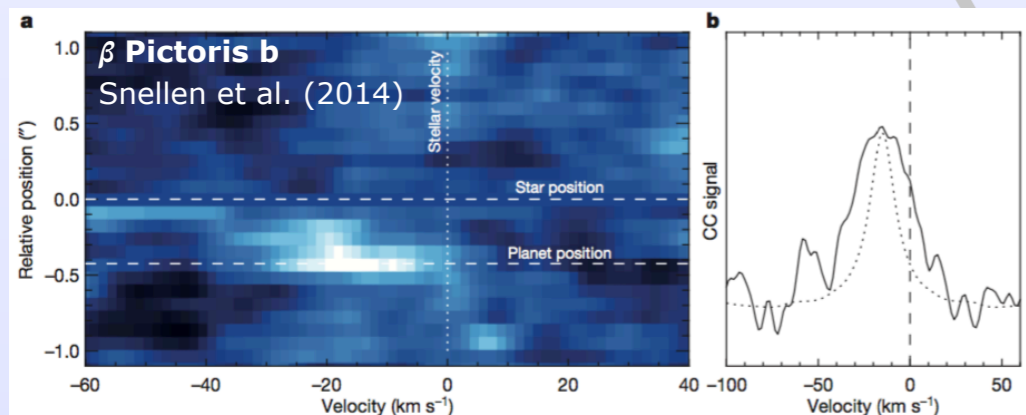 a
β Pictoris b
Snellen et al. (2014)
Stellar velocity
Star position
Planet position
1.0
0.5
0.0
−0.5
−1.0
Relative position (″)
−60
−40
−20
0
20
40
Velocity (km s⁻¹)
b
CC signal
−100
−50
0
50
Velocity (km s⁻¹)